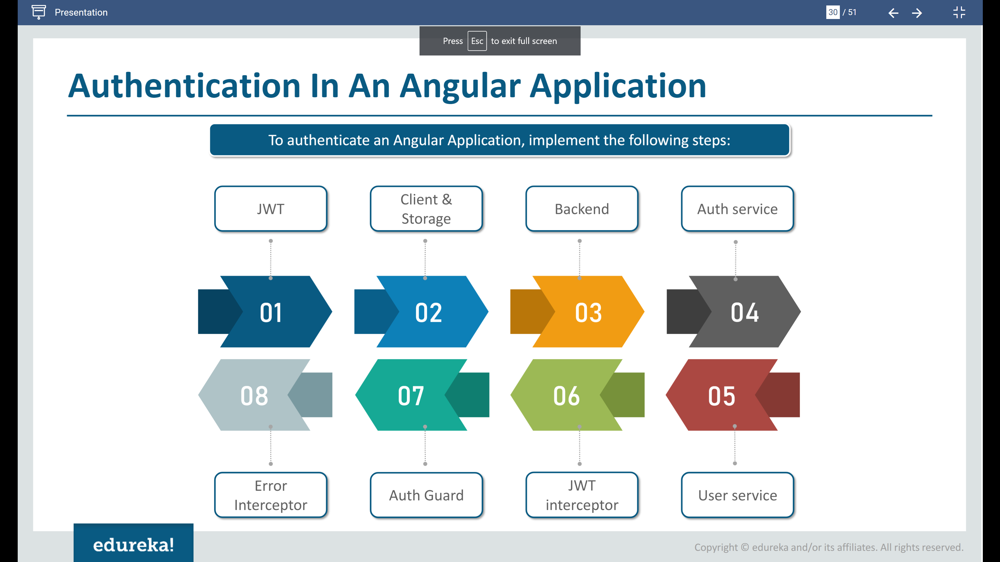 Presentation
30 / 51
Press Esc to exit full screen
Authentication In An Angular Application
To authenticate an Angular Application, implement the following steps:
JWT
Client &
Storage
Backend
Auth service
01
02
03
04
08
07
06
05
Error
Interceptor
Auth Guard
JWT
interceptor
User service
edureka!
Copyright © edureka and/or its affiliates. All rights reserved.